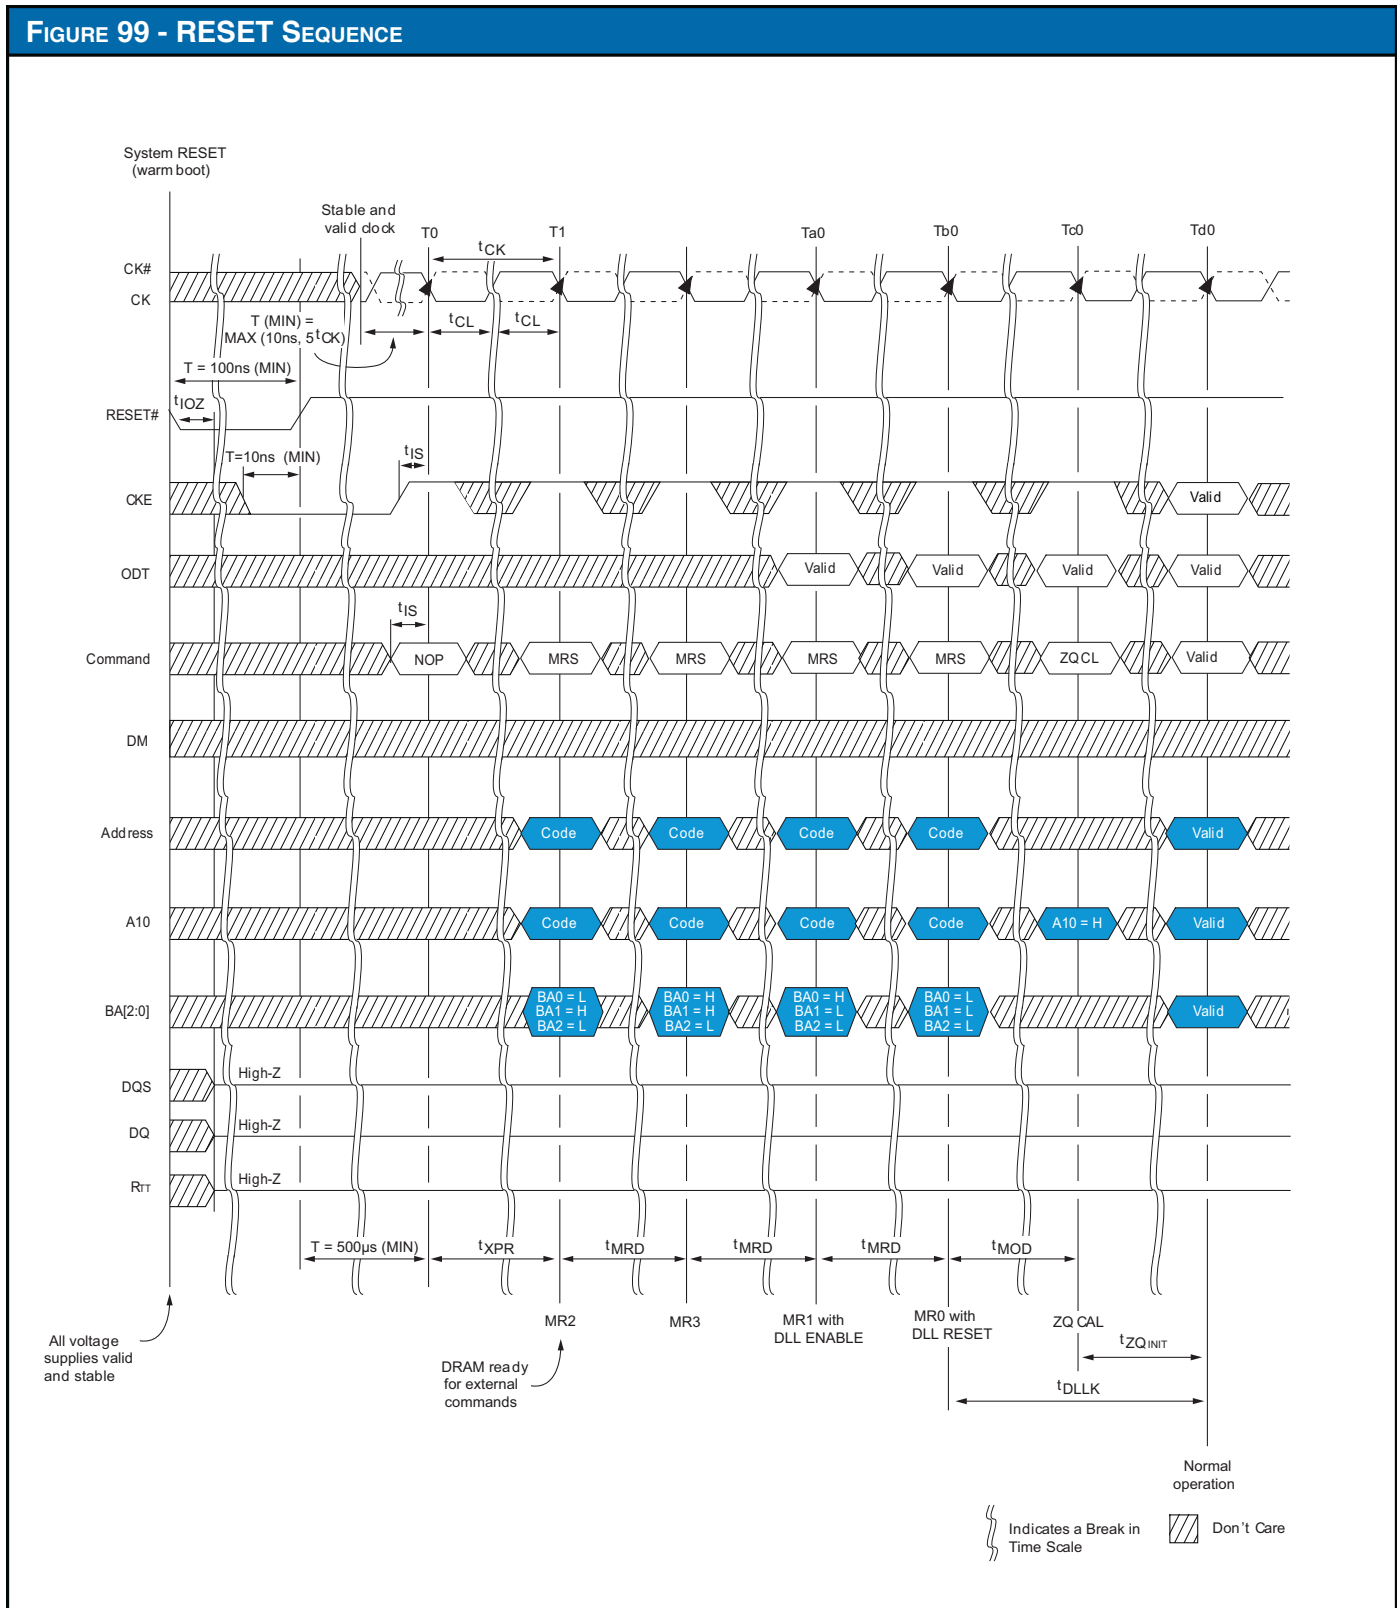 FIGURE 99 - RESET SEQUENCE
System RESET
(warm boot)
Stable and
valid clock
T0
T1
Ta0
Tb0
Tc0
Td0
tCK
CK#
CK
T (MIN) =
MAX (10ns, 5tCK)
tCL
tCL
T = 100ns (MIN)
tIOZ
RESET#
T=10ns (MIN)
tIS
CKE
Valid
ODT
Valid
Valid
Valid
Valid
tIS
Command
NOP
MRS
MRS
MRS
MRS
ZQCL
Valid
DM
Address
Code
Code
Code
Code
Valid
A10
Code
Code
Code
Code
A10 = H
Valid
BA[2:0]
BA0 = L
BA1 = H
BA2 = L
BA0 = H
BA1 = H
BA2 = L
BA0 = H
BA1 = L
BA2 = L
BA0 = L
BA1 = L
BA2 = L
Valid
DQS
High-Z
DQ
High-Z
RTT
High-Z
T = 500µs (MIN)
tXPR
tMRD
tMRD
tMRD
tMOD
MR2
MR3
MR1 with
DLL ENABLE
MR0 with
DLL RESET
ZQ CAL
tZQINIT
All voltage
supplies valid
and stable
DRAM ready
for external
commands
tDLLK
Normal
operation
Indicates a Break in
Time Scale
Don't Care